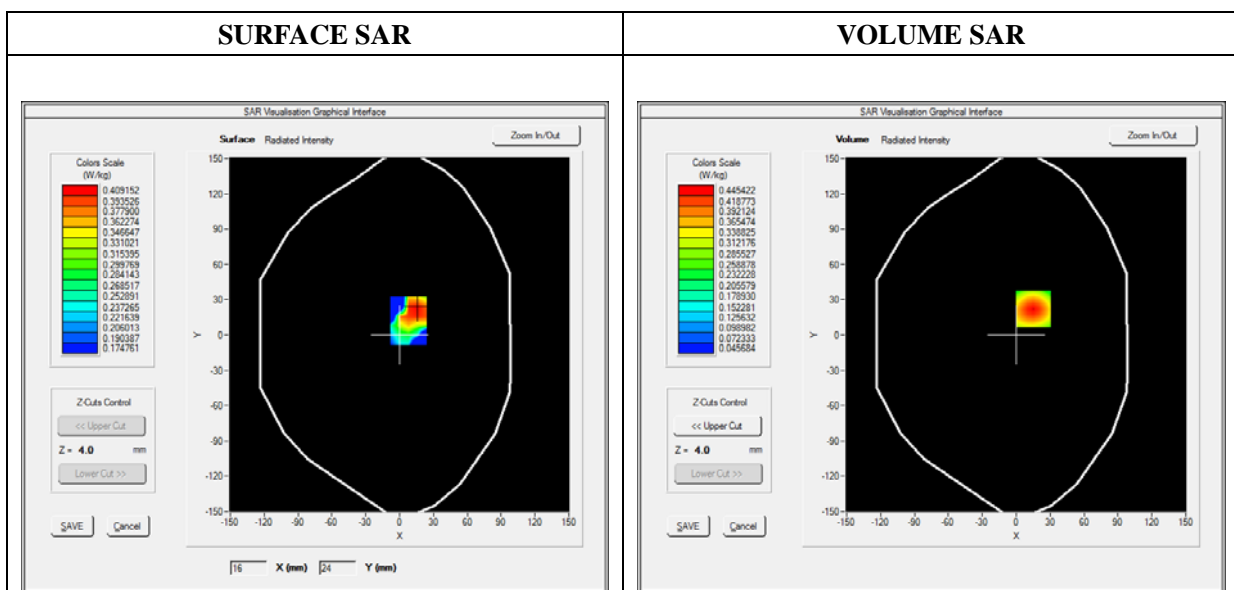 SURFACE SAR
VOLUME SAR
SAR Visualisation Graphical Interface
Surface Radiated Intensity
Zoom In/Out
Colors Scale
(W/kg)
0.409152
0.393526
0.377900
0.362274
0.346647
0.331021
0.315395
0.299769
0.284143
0.268517
0.252891
0.237265
0.221639
0.206013
0.190387
0.174761
150
120
90
60
30
0
-30
-60
-90
-120
-150
Y
-150 -120 -90 -60 -30 0 30 60 90 120 150
X
Z-Cuts Control
<< Upper Cut
Z = 4.0 mm
Lower Cut >>
SAVE Cancel
16 X (mm) 24 Y (mm)
SAR Visualisation Graphical Interface
Volume Radiated Intensity
Zoom In/Out
Colors Scale
(W/kg)
0.445422
0.418773
0.392124
0.365474
0.338825
0.312176
0.285527
0.258878
0.232228
0.205579
0.178930
0.152281
0.125632
0.098982
0.072333
0.045684
150
120
90
60
30
0
-30
-60
-90
-120
-150
Y
-150 -120 -90 -60 -30 0 30 60 90 120 150
X
Z-Cuts Control
<< Upper Cut
Z = 4.0 mm
Lower Cut >>
SAVE Cancel